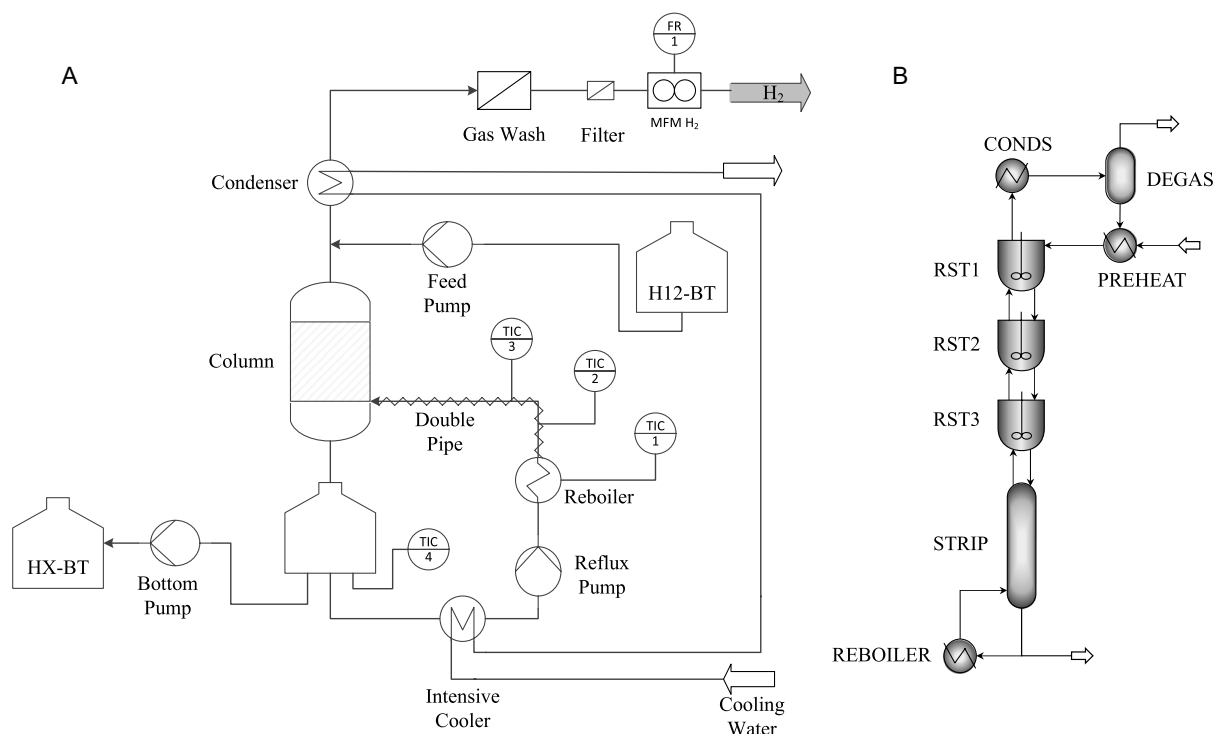 A
B
FR
1
H₂
Gas Wash
Filter
MFM H₂
Condenser
CONDS
DEGAS
Feed
Pump
H12-BT
RST1
PREHEAT
TIC
3
TIC
2
Column
RST2
Double
Pipe
TIC
1
RST3
Reboiler
TIC
4
HX-BT
Bottom
Pump
Reflux
Pump
STRIP
REBOILER
Intensive
Cooler
Cooling
Water